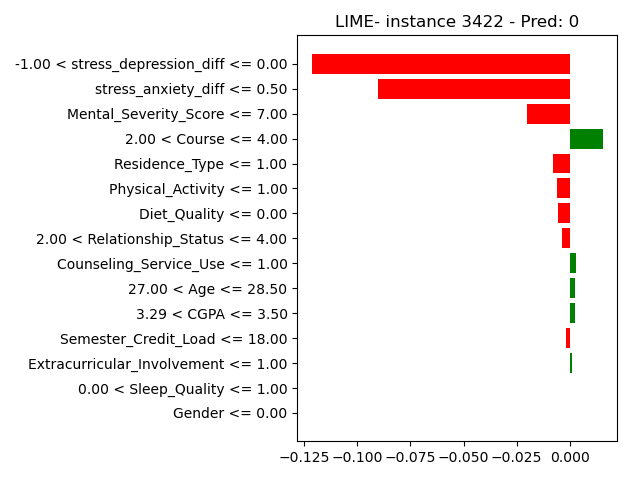 LIME- instance 3422 - Pred: 0
-1.00 < stress_depression_diff <= 0.00
stress_anxiety_diff <= 0.50
Mental_Severity_Score <= 7.00
2.00 < Course <= 4.00
Residence_Type <= 1.00
Physical_Activity <= 1.00
Diet_Quality <= 0.00
2.00 < Relationship_Status <= 4.00
Counseling_Service_Use <= 1.00
27.00 < Age <= 28.50
3.29 < CGPA <= 3.50
Semester_Credit_Load <= 18.00
Extracurricular_Involvement <= 1.00
0.00 < Sleep_Quality <= 1.00
Gender <= 0.00
−0.125 −0.100 −0.075 −0.050 −0.025 0.000